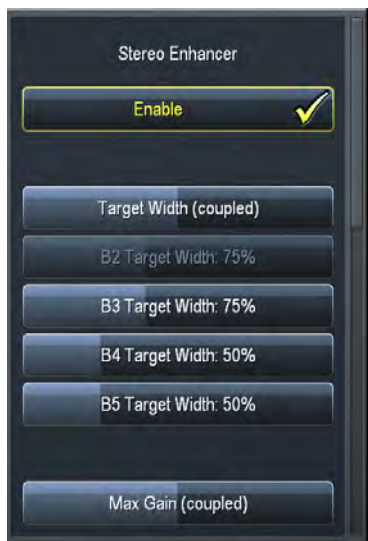 Stereo Enhancer
Enable
Target Width (coupled)
B2 Target Width: 75%
B3 Target Width: 75%
B4 Target Width: 50%
B5 Target Width: 50%
Max Gain (coupled)